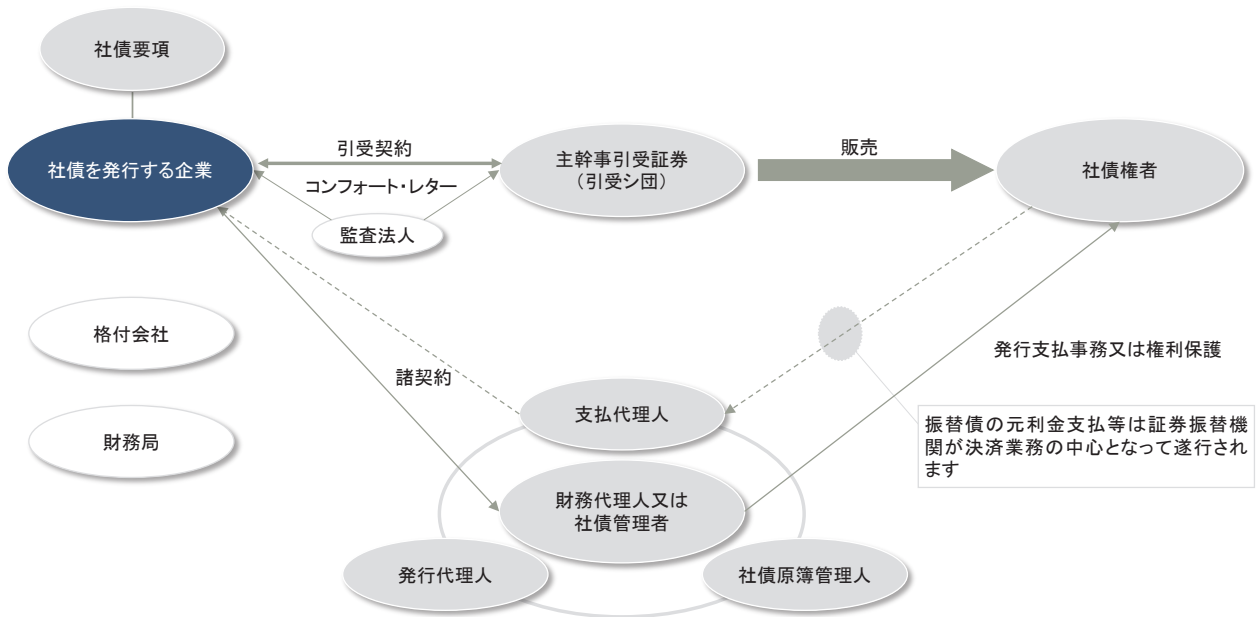 社債要項
社債を発行する企業
引受契約
コンフォート・レター
監査法人
主幹事引受証券
（引受シ団）
販売
社債権者
格付会社
財務局
諸契約
発行支払事務又は権利保護
支払代理人
振替債の元利金支払等は証券振替機
関が決済業務の中心となって遂行され
ます
財務代理人又は
社債管理者
発行代理人
社債原簿管理人